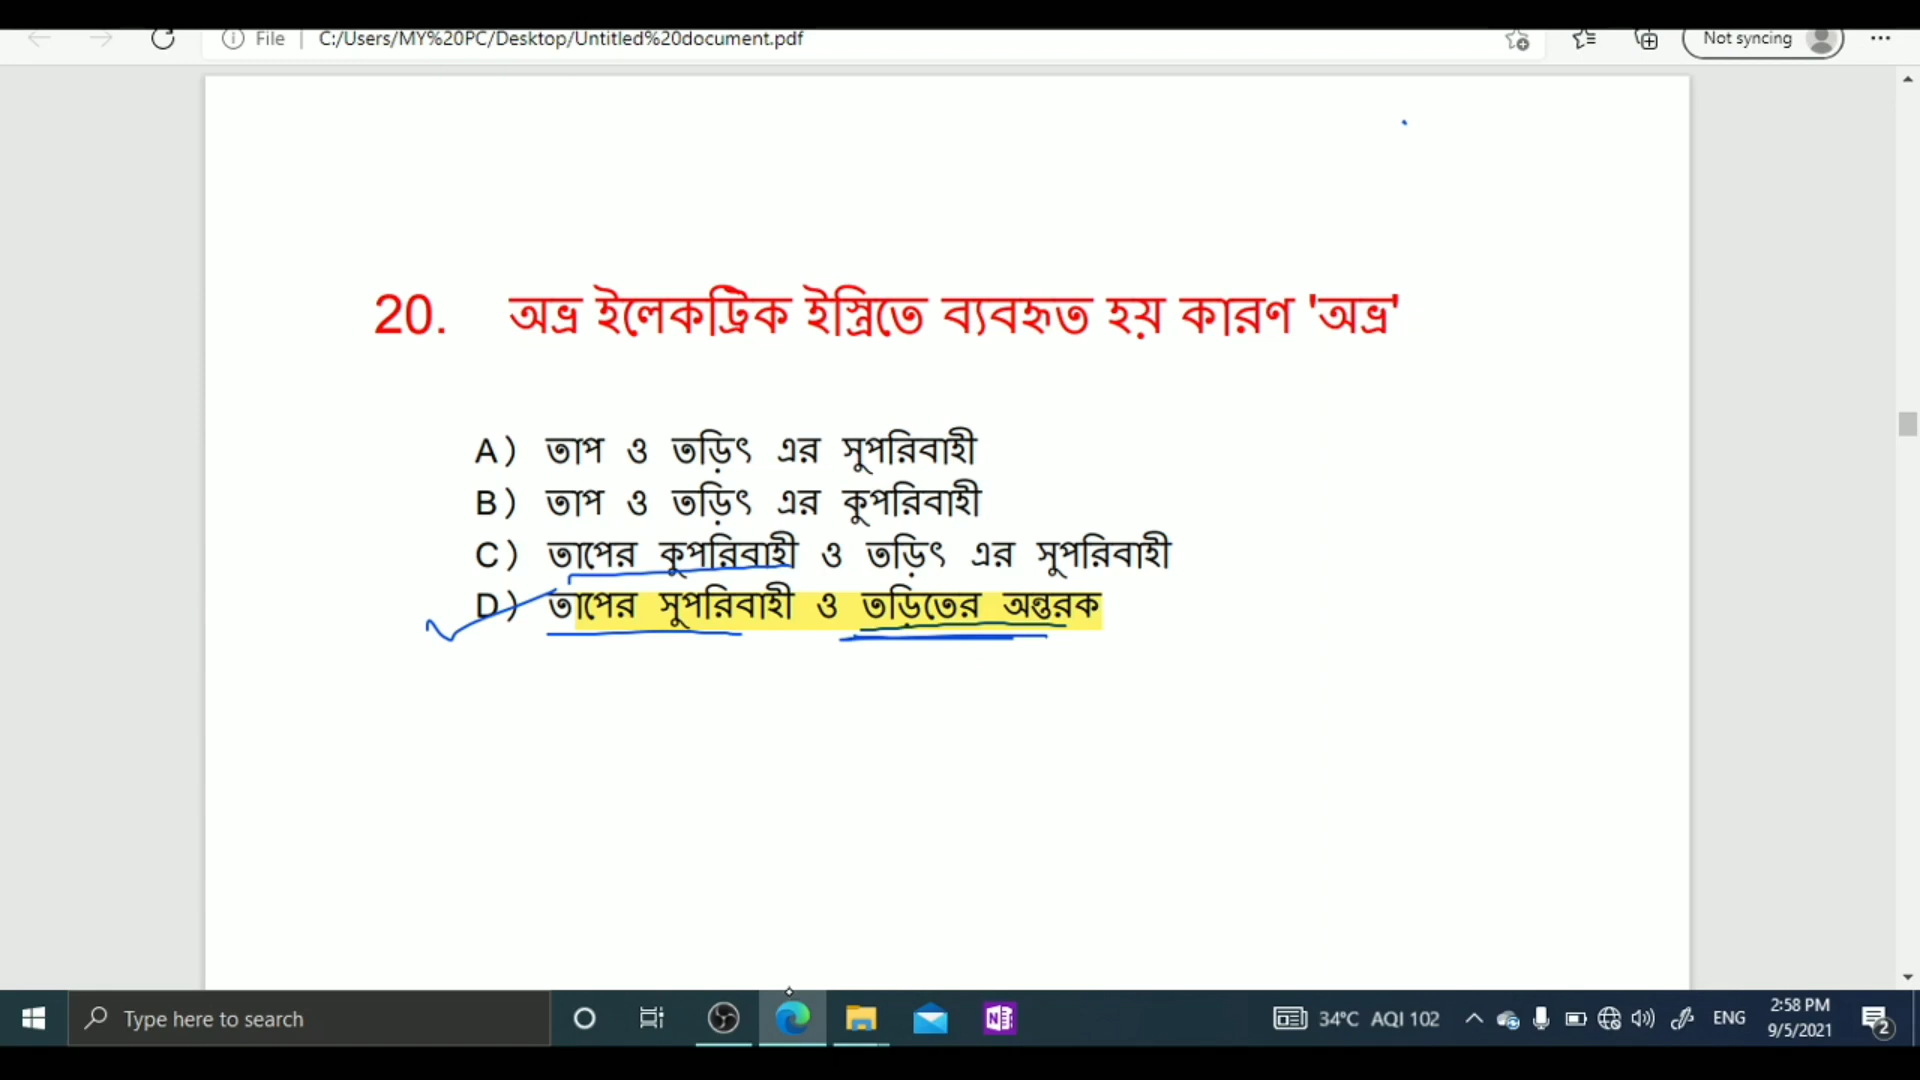 File | C:/Users/MY%20PC/Desktop/Untitled%20document.pdf
Not syncing
20. অভ্র ইলেকট্রিক ইস্ত্রিতে ব্যবহৃত হয় কারণ 'অভ্র'
A) তাপ ও তড়িৎ এর সুপরিবাহী
B) তাপ ও তড়িৎ এর কুপরিবাহী
C) তাপের কুপরিবাহী ও তড়িৎ এর সুপরিবাহী
D) তাপের সুপরিবাহী ও তড়িতের অন্তরক
Type here to search
N
34°C AQI 102
ENG
2:58 PM
9/5/2021
2